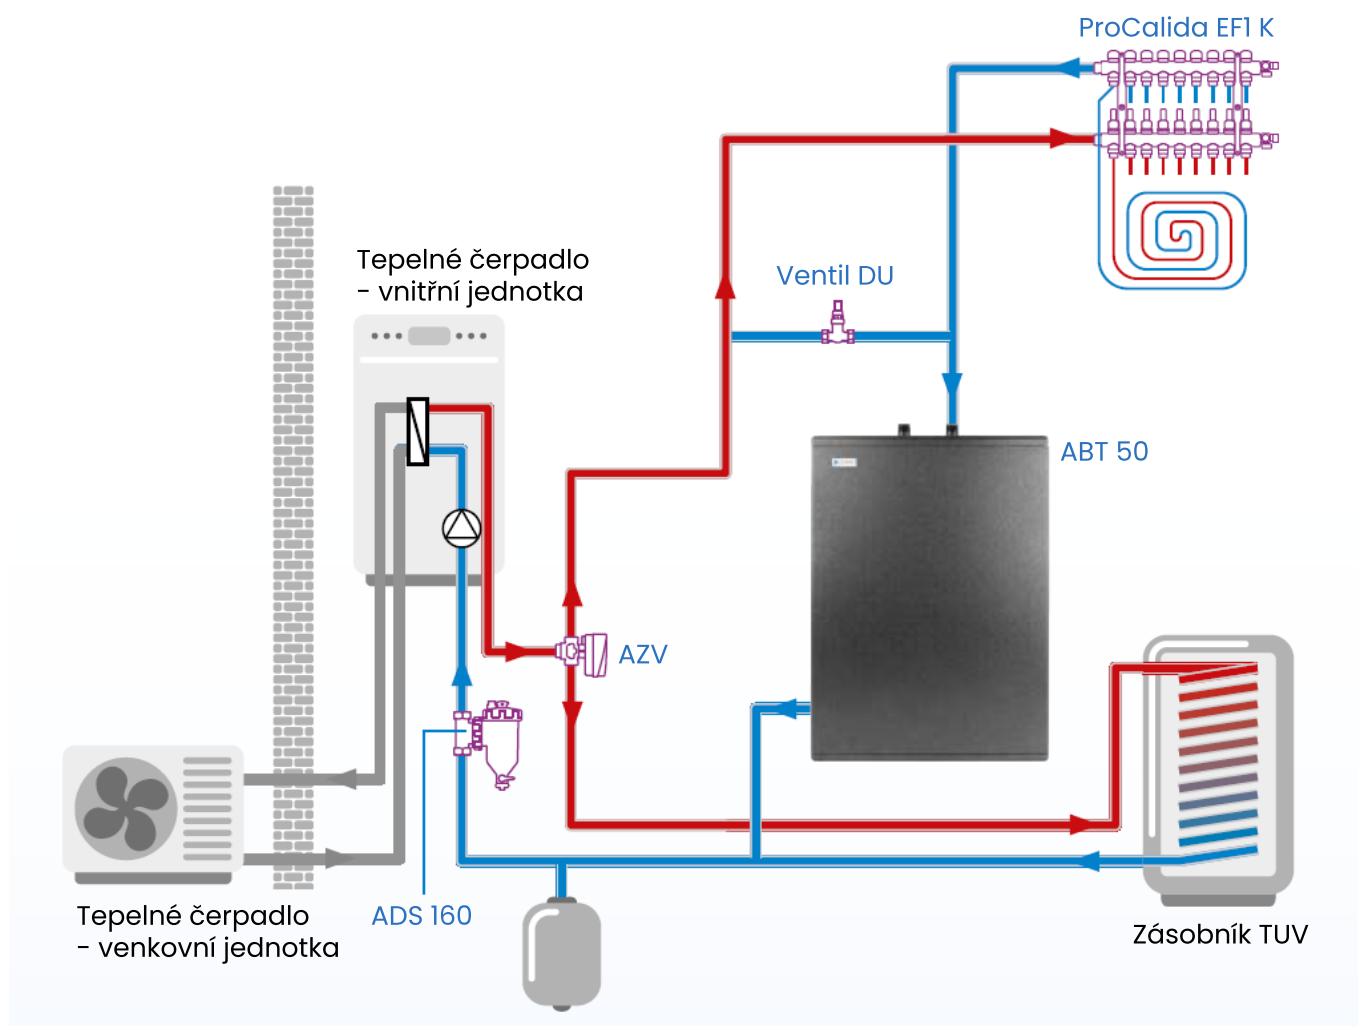 ProCalida EF1 K
Tepelné čerpadlo
- vnitřní jednotka
Ventil DU
ABT 50
AZV
Tepelné čerpadlo
- venkovní jednotka
ADS 160
Zásobník TUV